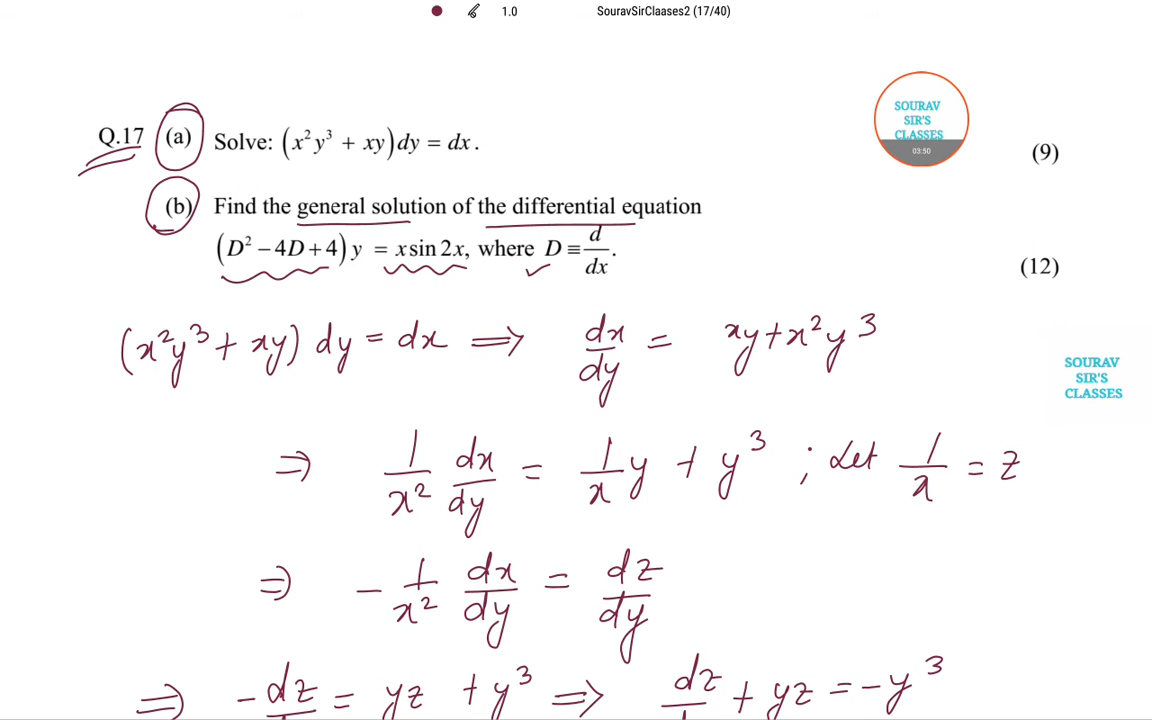 1.0 SouravSirClaases2 (17/40)
SOURAV
SIR'S
CLASSES
03:50
Q.17 (a) Solve: (x²y³ + xy)dy = dx. (9)
(b) Find the general solution of the differential equation
(D² – 4D + 4) y = x sin 2x, where D ≡ d/dx. (12)
(x²y³ + xy) dy = dx ⇒ dx/dy = xy + x²y³
SOURAV
SIR'S
CLASSES
⇒ 1/x² dx/dy = 1/x y + y³ ; Let 1/x = z
⇒ - 1/x² dx/dy = dz/dy
⇒ - dz = yz + y³ ⇒ dz + yz = -y³